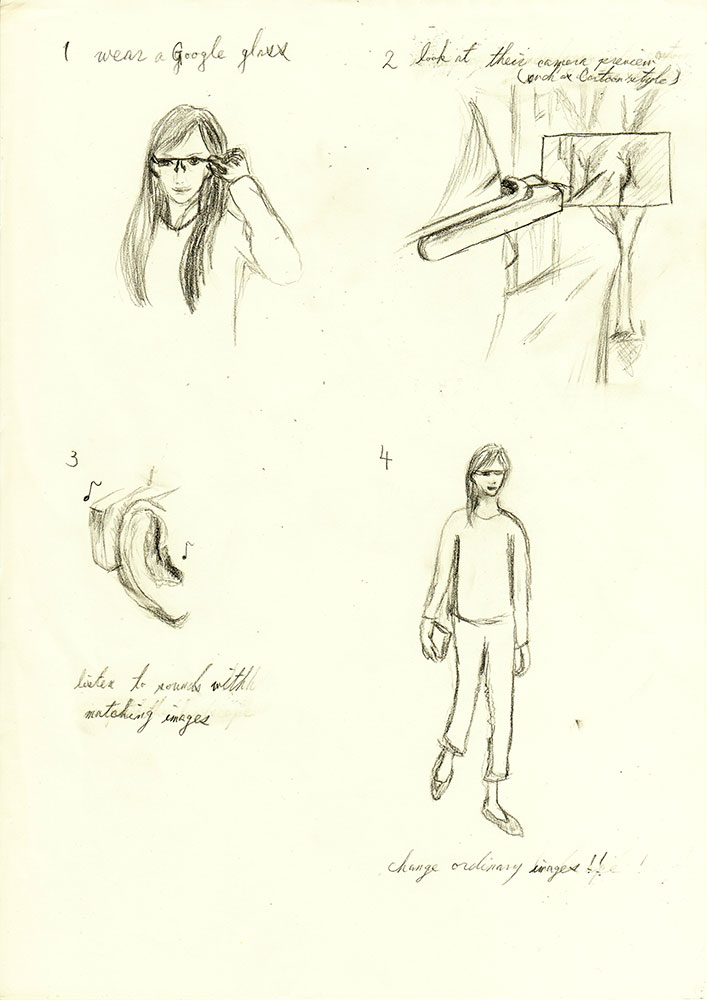 1 wear a Google glass
2 look at their camera preview
(such as Cartoon style)
3
4
listen to sounds with
matching images
change ordinary images !!